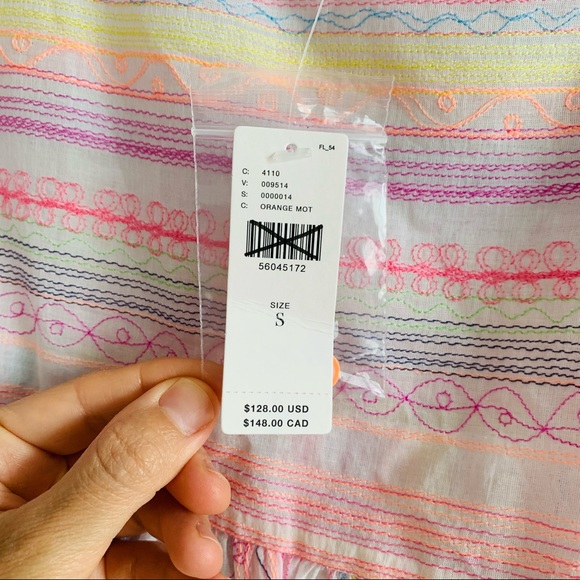 FL_54
C: 4110
V: 009514
S: 0000014
C: ORANGE MOT
56045172
SIZE
S
$128.00 USD
$148.00 CAD